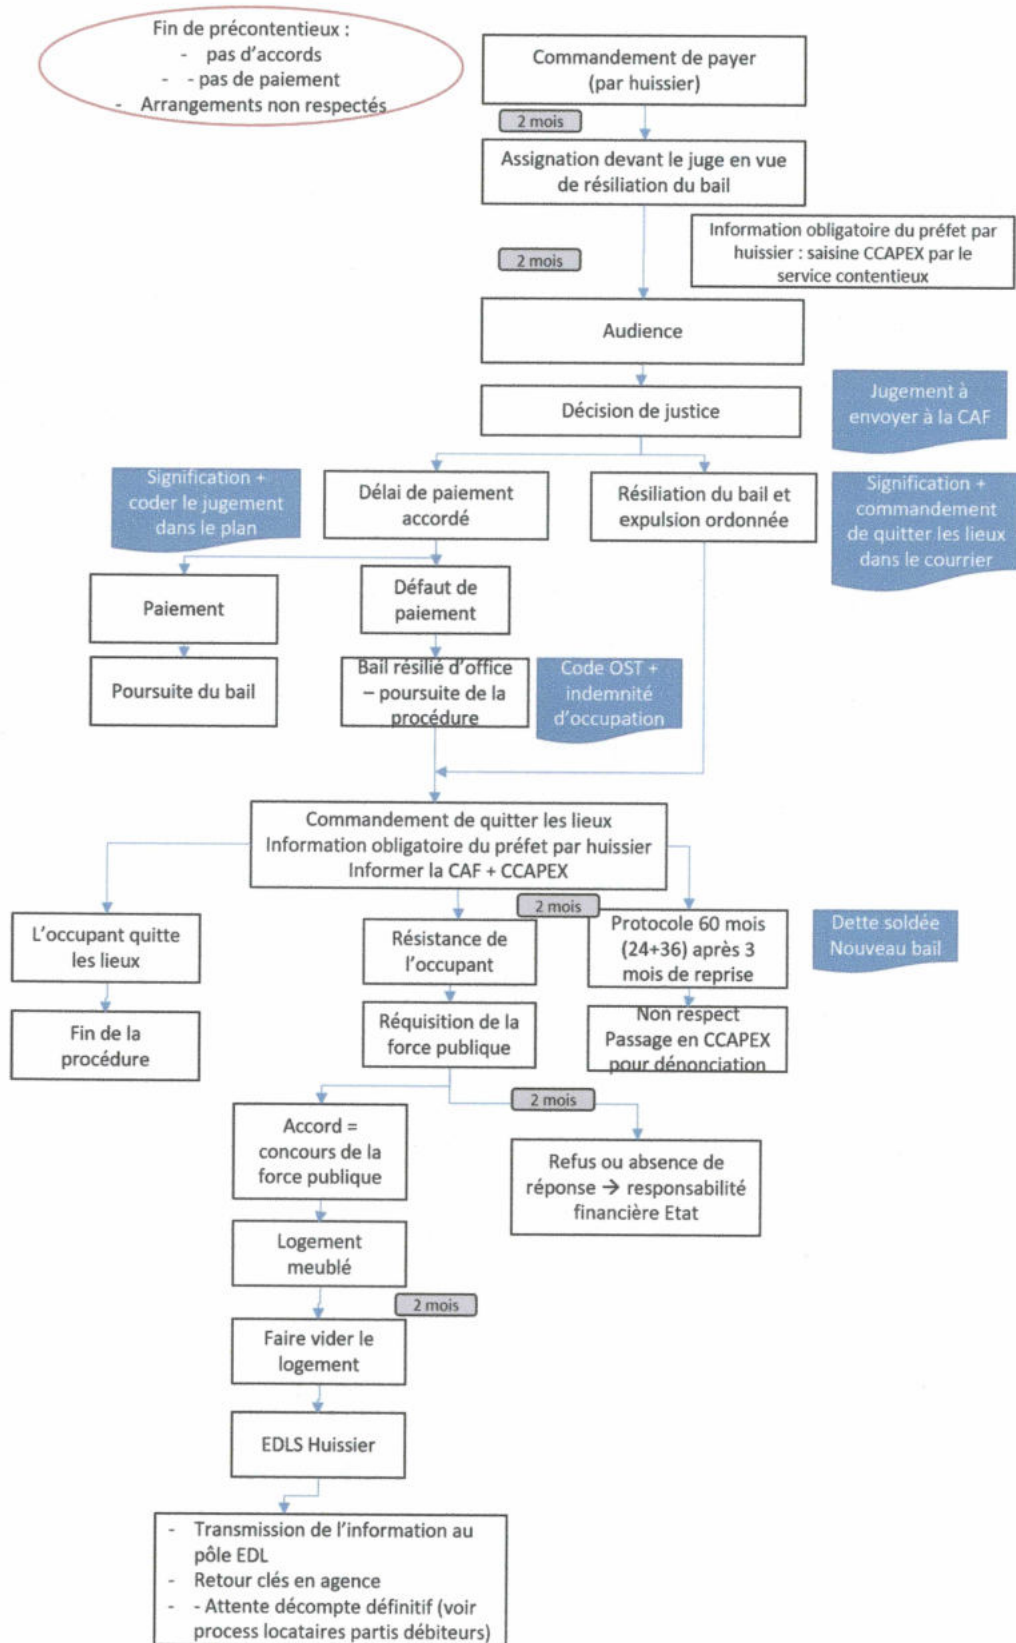 Fin de précontentieux :
- pas d'accords
- - pas de paiement
- Arrangements non respectés
Commandement de payer
(par huissier)
2 mois
Assignation devant le juge en vue
de résiliation du bail
Information obligatoire du préfet par
huissier : saisine CCAPEX par le
service contentieux
2 mois
Audience
Décision de justice
Jugement à
envoyer à la CAF
Signification +
coder le jugement
dans le plan
Délai de paiement
accordé
Résiliation du bail et
expulsion ordonnée
Signification +
commandement
de quitter les lieux
dans le courrier
Paiement
Défaut de
paiement
Poursuite du bail
Bail résilié d'office
– poursuite de la
procédure
Code OST +
indemnité
d'occupation
Commandement de quitter les lieux
Information obligatoire du préfet par huissier
Informer la CAF + CCAPEX
2 mois
L'occupant quitte
les lieux
Résistance de
l'occupant
Protocole 60 mois
(24+36) après 3
mois de reprise
Dette soldée
Nouveau bail
Fin de la
procédure
Réquisition de la
force publique
Non respect
Passage en CCAPEX
pour dénonciation
2 mois
Accord =
concours de la
force publique
Refus ou absence de
réponse → responsabilité
financière Etat
Logement
meublé
2 mois
Faire vider le
logement
EDLS Huissier
- Transmission de l'information au
pôle EDL
- Retour clés en agence
- - Attente décompte définitif (voir
process locataires partis débiteurs)